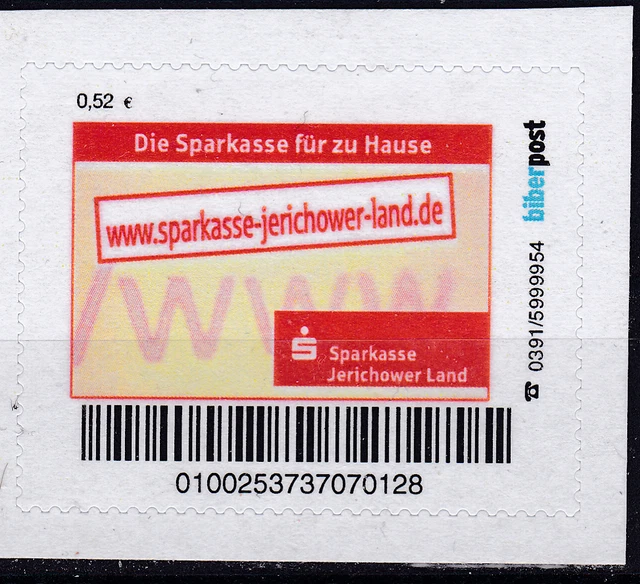 0,52 €
Die Sparkasse für zu Hause
www.sparkasse-jerichower-land.de
www
Sparkasse
Jerichower Land
0100253737070128
biberpost
☎ 0391/5999954